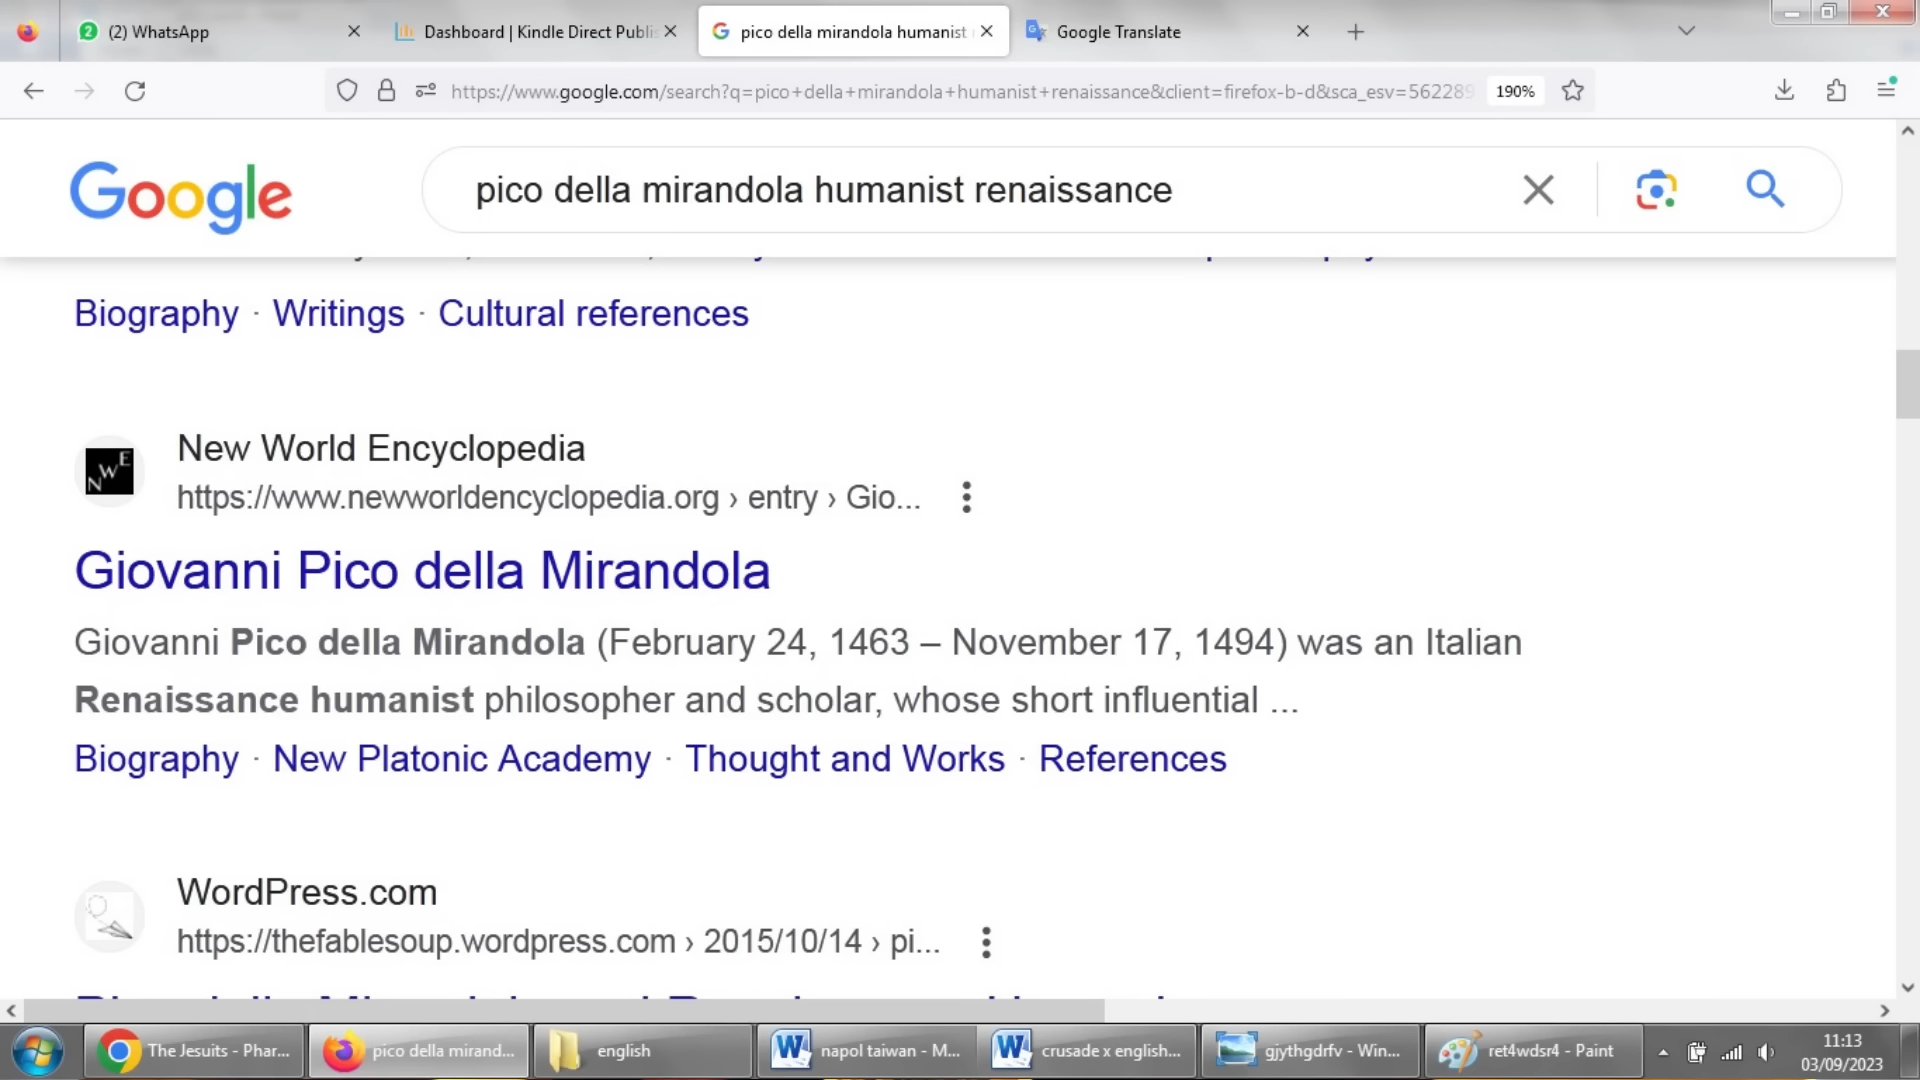 (2) WhatsApp
Dashboard | Kindle Direct Publis
pico della mirandola humanist
Google Translate
https://www.google.com/search?q=pico+della+mirandola+humanist+renaissance&client=firefox-b-d&sca_esv=562289
190%
Google
pico della mirandola humanist renaissance
Biography · Writings · Cultural references
NWE
New World Encyclopedia
https://www.newworldencyclopedia.org › entry › Gio...
Giovanni Pico della Mirandola
Giovanni Pico della Mirandola (February 24, 1463 – November 17, 1494) was an Italian
Renaissance humanist philosopher and scholar, whose short influential ...
Biography · New Platonic Academy · Thought and Works · References
WordPress.com
https://thefablesoup.wordpress.com › 2015/10/14 › pi...
The Jesuits - Phar...
pico della mirand...
english
napol taiwan - M...
crusade x english...
gjythgdrfv - Win...
ret4wdsr4 - Paint
11:13
03/09/2023